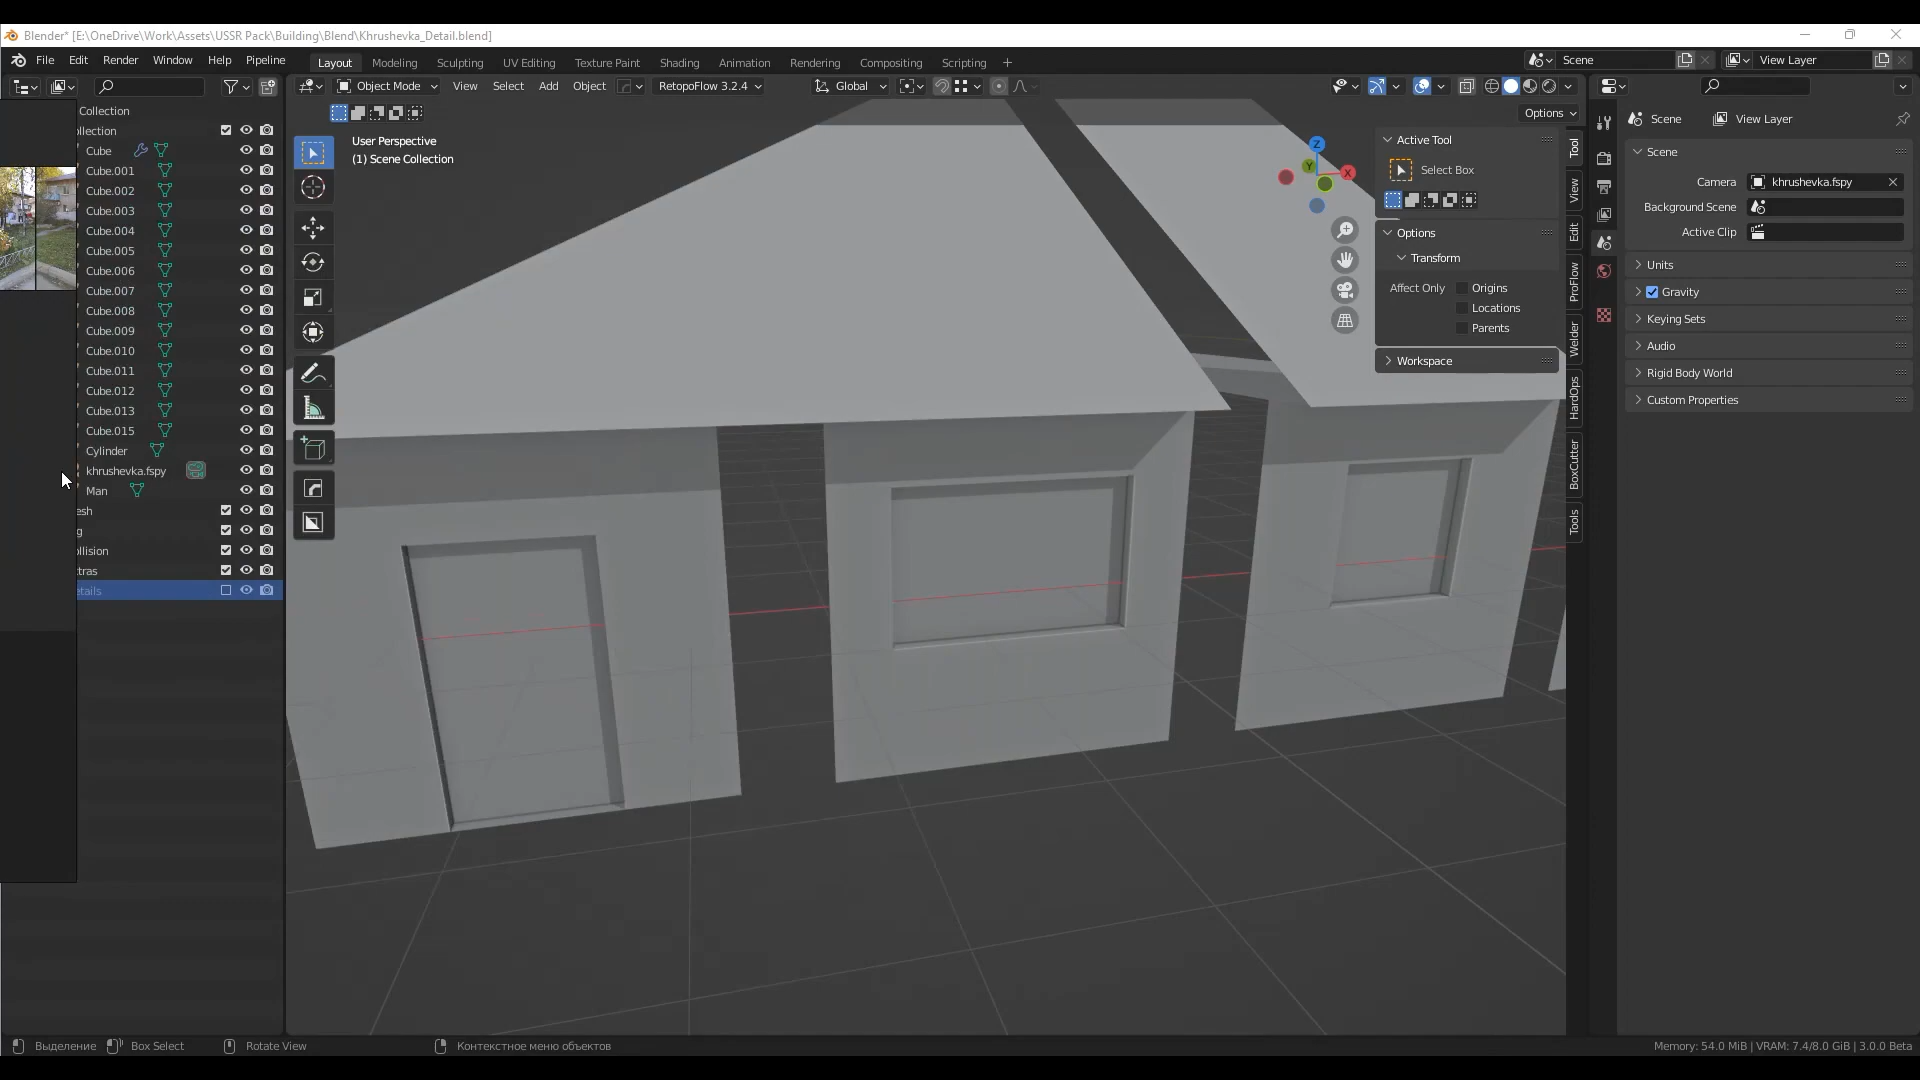 Blender* [E:\OneDrive\Work\Assets\USSR Pack\Building\Blend\Khrushevka_Detail.blend]
File Edit Render Window Help Pipeline
Layout Modeling Sculpting UV Editing Texture Paint Shading Animation Rendering Compositing Scripting +
Scene
View Layer
Object Mode View Select Add Object RetopoFlow 3.2.4 Global
Options
User Perspective
(1) Scene Collection
Collection
ollection
Cube
Cube.001
Cube.002
Cube.003
Cube.004
Cube.005
Cube.006
Cube.007
Cube.008
Cube.009
Cube.010
Cube.011
Cube.012
Cube.013
Cube.015
Cylinder
khrushevka.fspy
Man
esh
g
ollision
tras
etails
Z
Y
X
Active Tool
Select Box
Options
Transform
Affect Only Origins
Locations
Parents
Workspace
Tool
View
Edit
ProFlow
Welder
HardOps
BoxCutter
Tools
Scene View Layer
Scene
Camera khrushevka.fspy
Background Scene
Active Clip
Units
Gravity
Keying Sets
Audio
Rigid Body World
Custom Properties
Выделение Box Select Rotate View Контекстное меню объектов
Memory: 54.0 MiB | VRAM: 7.4/8.0 GiB | 3.0.0 Beta